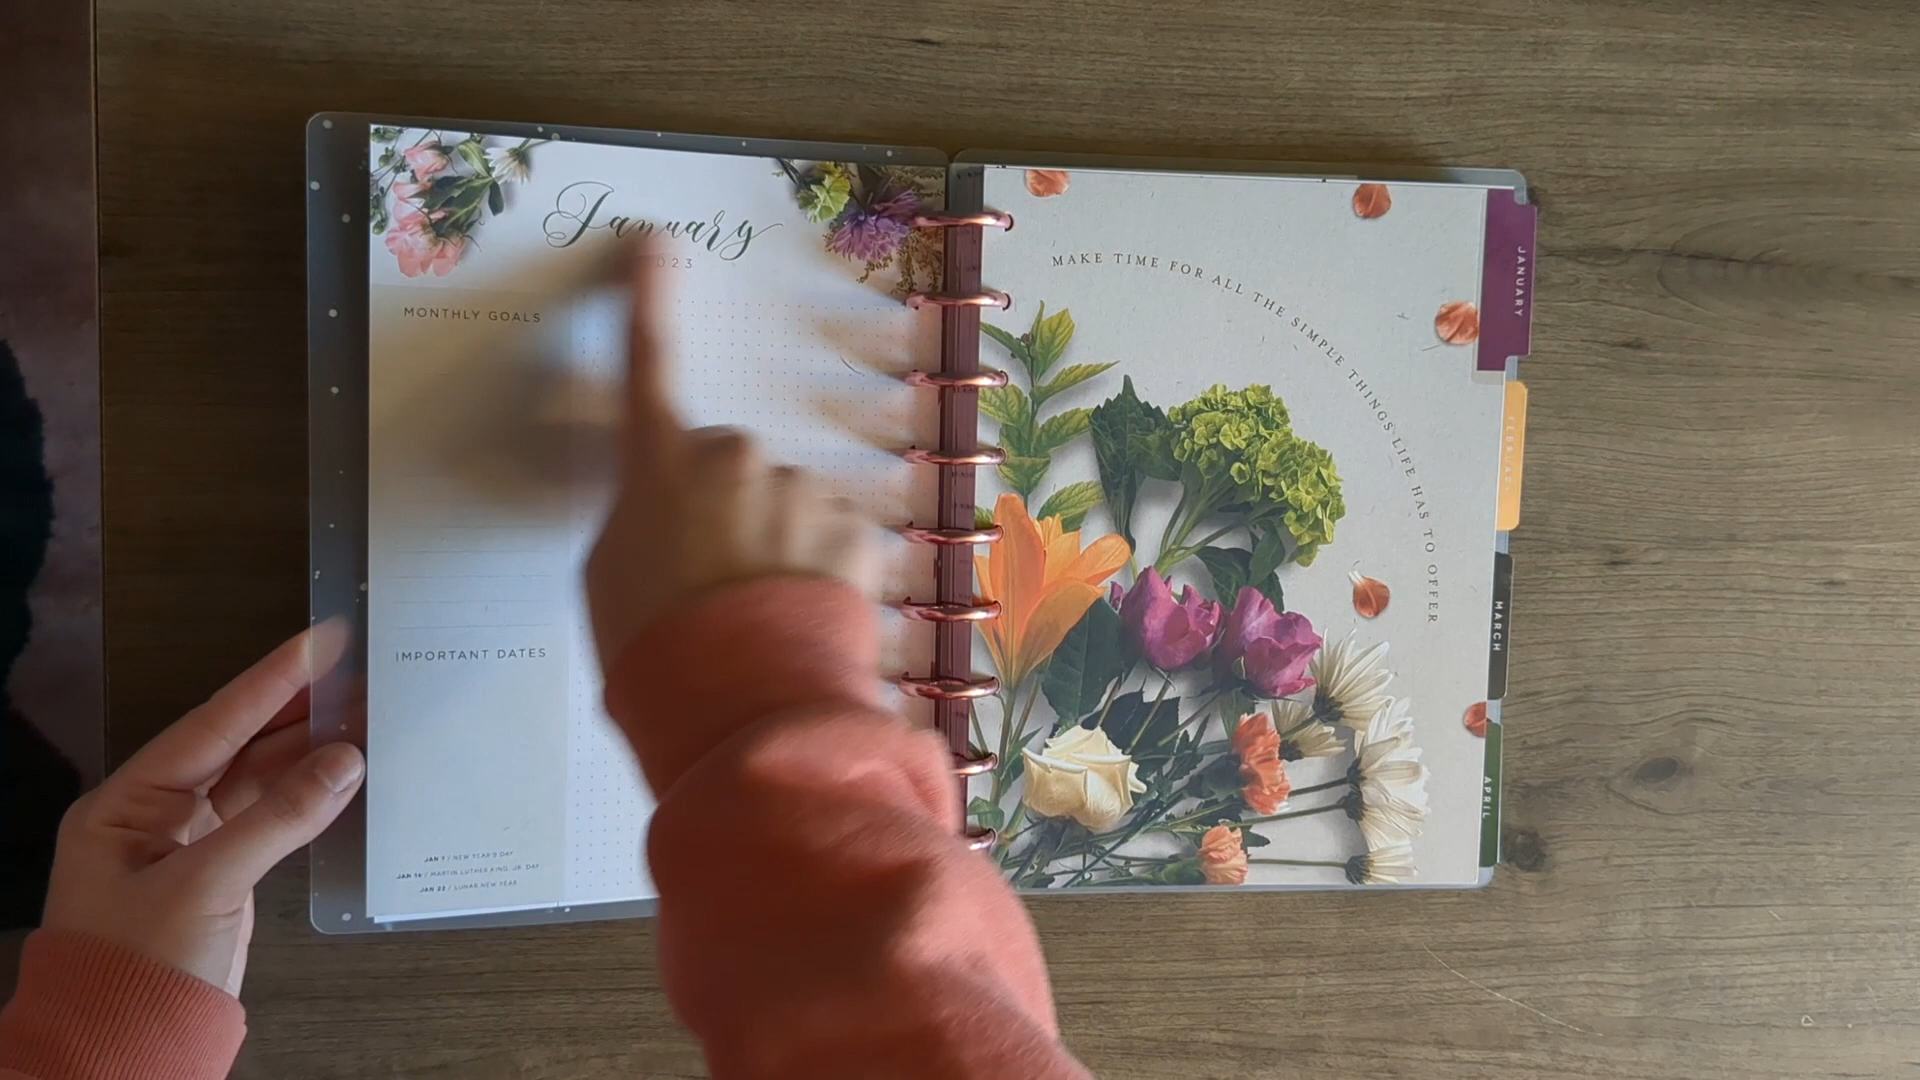 January
MONTHLY GOALS
IMPORTANT DATES
JAN 1 / NEW YEAR'S DAY
JAN 16 / MARTIN LUTHER KING, JR. DAY
JAN 22 / LUNAR NEW YEAR
MAKE TIME FOR ALL THE SIMPLE THINGS LIFE HAS TO OFFER
JANUARY
FEBRUARY
MARCH
APRIL